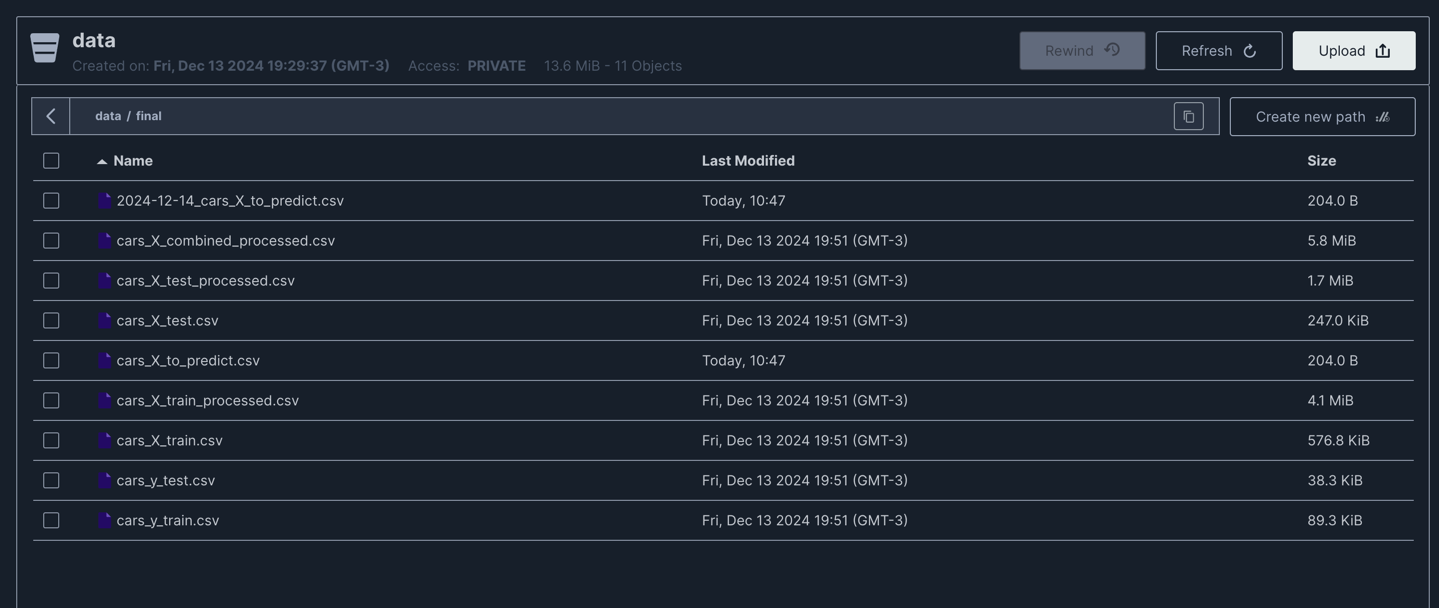 data
Rewind
Refresh
Upload
Created on: Fri, Dec 13 2024 19:29:37 (GMT-3) Access: PRIVATE 13.6 MiB - 11 Objects
data / final
Create new path
Name Last Modified Size
2024-12-14_cars_X_to_predict.csv Today, 10:47 204.0 B
cars_X_combined_processed.csv Fri, Dec 13 2024 19:51 (GMT-3) 5.8 MiB
cars_X_test_processed.csv Fri, Dec 13 2024 19:51 (GMT-3) 1.7 MiB
cars_X_test.csv Fri, Dec 13 2024 19:51 (GMT-3) 247.0 KiB
cars_X_to_predict.csv Today, 10:47 204.0 B
cars_X_train_processed.csv Fri, Dec 13 2024 19:51 (GMT-3) 4.1 MiB
cars_X_train.csv Fri, Dec 13 2024 19:51 (GMT-3) 576.8 KiB
cars_y_test.csv Fri, Dec 13 2024 19:51 (GMT-3) 38.3 KiB
cars_y_train.csv Fri, Dec 13 2024 19:51 (GMT-3) 89.3 KiB